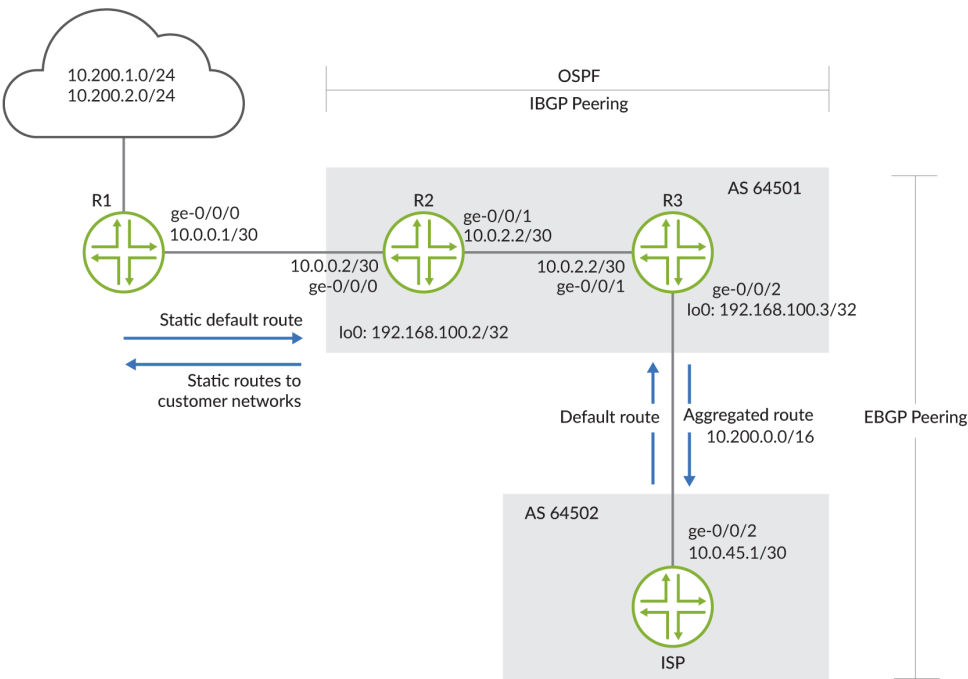 10.200.1.0/24
10.200.2.0/24
OSPF
IBGP Peering
AS 64501
R1
R2
R3
ge-0/0/0
10.0.0.1/30
ge-0/0/1
10.0.2.2/30
10.0.0.2/30
ge-0/0/0
10.0.2.2/30
ge-0/0/1
ge-0/0/2
lo0: 192.168.100.3/32
Static default route
lo0: 192.168.100.2/32
Static routes to
customer networks
Default route
Aggregated route
10.200.0.0/16
EBGP Peering
AS 64502
ge-0/0/2
10.0.45.1/30
ISP